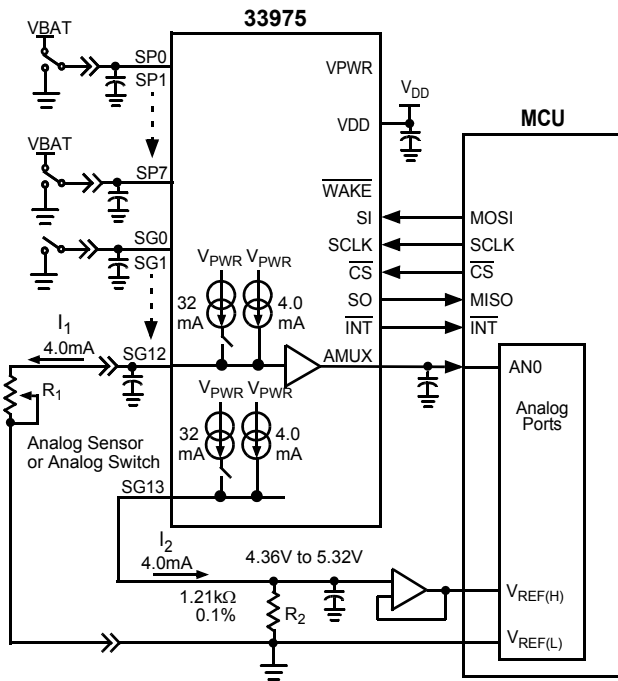 33975
VBAT
SP0
SP1
VPWR
V_DD
VDD
MCU
VBAT
SP7
WAKE
SI
MOSI
SCLK
SCLK
CS
CS
SO
MISO
INT
INT
SG0
SG1
V_PWR V_PWR
32 mA
4.0 mA
I_1
4.0mA
SG12
AMUX
AN0
Analog Ports
R_1
Analog Sensor
or Analog Switch
V_PWR V_PWR
32 mA
4.0 mA
SG13
I_2
4.0mA
4.36V to 5.32V
1.21kΩ
0.1%
R_2
V_REF(H)
V_REF(L)